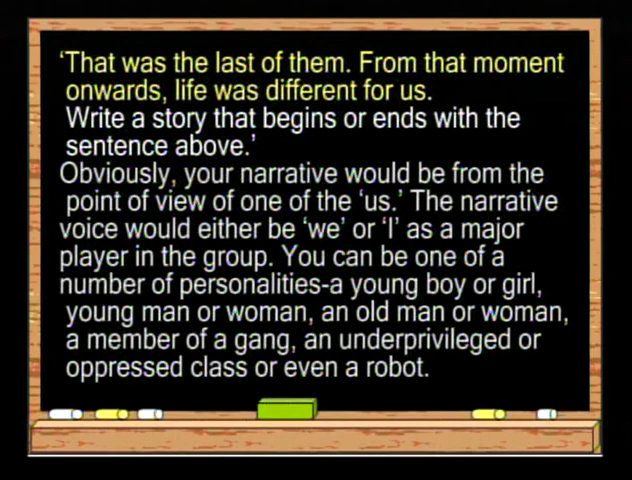 ‘That was the last of them. From that moment
onwards, life was different for us.
Write a story that begins or ends with the
sentence above.’
Obviously, your narrative would be from the
point of view of one of the ‘us.’ The narrative
voice would either be ‘we’ or ‘I’ as a major
player in the group. You can be one of a
number of personalities-a young boy or girl,
young man or woman, an old man or woman,
a member of a gang, an underprivileged or
oppressed class or even a robot.